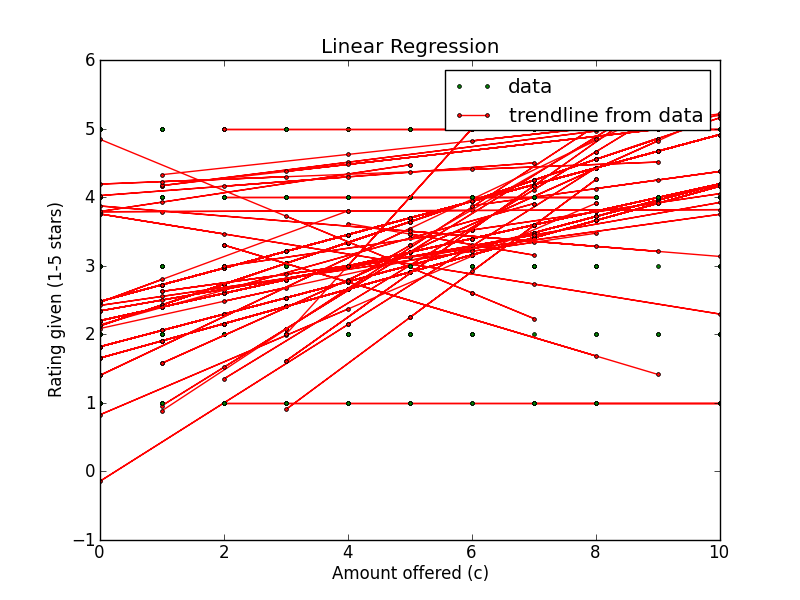 Linear Regression
data
trendline from data
6
5
4
3
2
1
0
−1
Rating given (1-5 stars)
0 2 4 6 8 10
Amount offered (c)